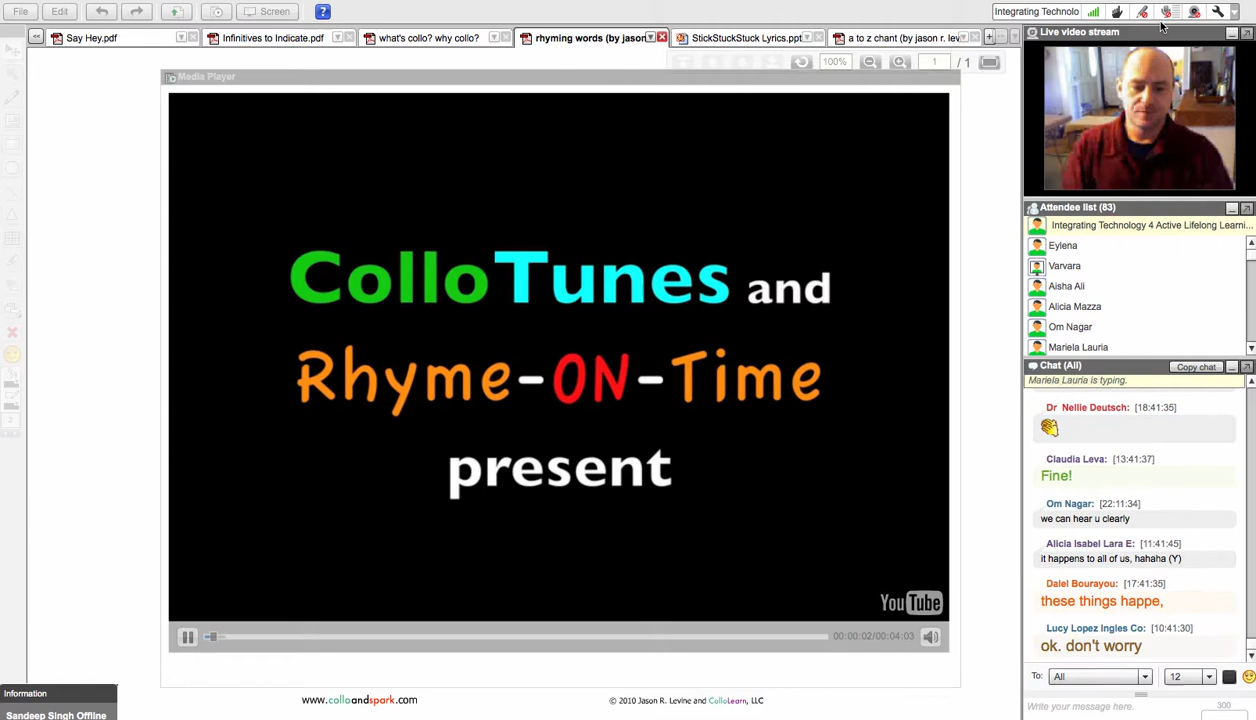 File
Edit
Screen
?
Integrating Technolo
<<
Say Hey.pdf
Infinitives to Indicate.pdf
what's collo? why collo?
rhyming words (by jason
StickStuckStuck Lyrics.ppt
a to z chant (by jason r. lev
100%
1
/ 1
Media Player
ColloTunes and
Rhyme-ON-Time
present
YouTube
00:00:02/00:04:03
www.colloandspark.com
© 2010 Jason R. Levine and ColloLearn, LLC
Information
Sandeep Singh Offline
Live video stream
Attendee list (83)
Integrating Technology 4 Active Lifelong Learni...
Eylena
Varvara
Aisha Ali
Alicia Mazza
Om Nagar
Mariela Lauria
Chat (All)
Copy chat
Mariela Lauria is typing.
Dr Nellie Deutsch: [18:41:35]
Claudia Leva: [13:41:37]
Fine!
Om Nagar: [22:11:34]
we can hear u clearly
Alicia Isabel Lara E: [11:41:45]
it happens to all of us, hahaha (Y)
Dalel Bourayou: [17:41:35]
these things happe,
Lucy Lopez Ingles Co: [10:41:30]
ok. don't worry
To: All
12
Write your message here.
300